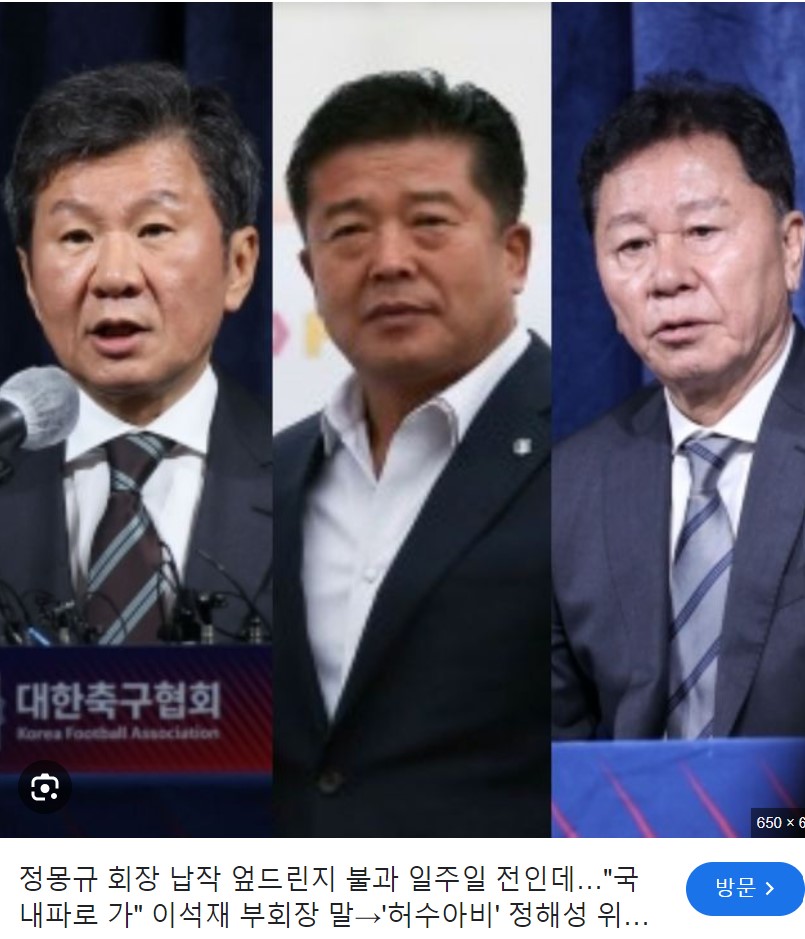 대한축구협회
Korea Football Association
650 × 6
정몽규 회장 납작 엎드린지 불과 일주일 전인데..."국
내파로 가" 이석재 부회장 말→'허수아비' 정해성 위...
방문